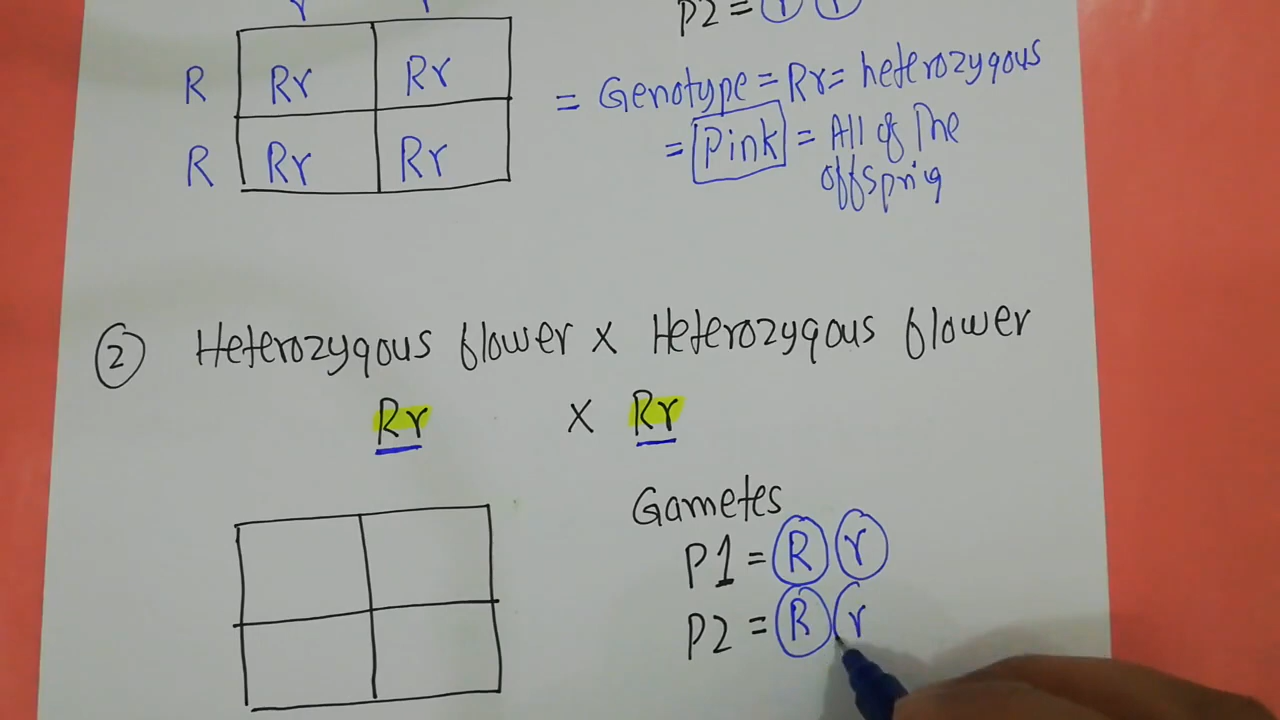 r r
P2 = r r
R Rr Rr
R Rr Rr
= Genotype = Rr = heterozygous
= Pink = All of The
offspring
2 Heterozygous flower X Heterozygous flower
Rr X Rr
Gametes
P1 = R r
P2 = R r